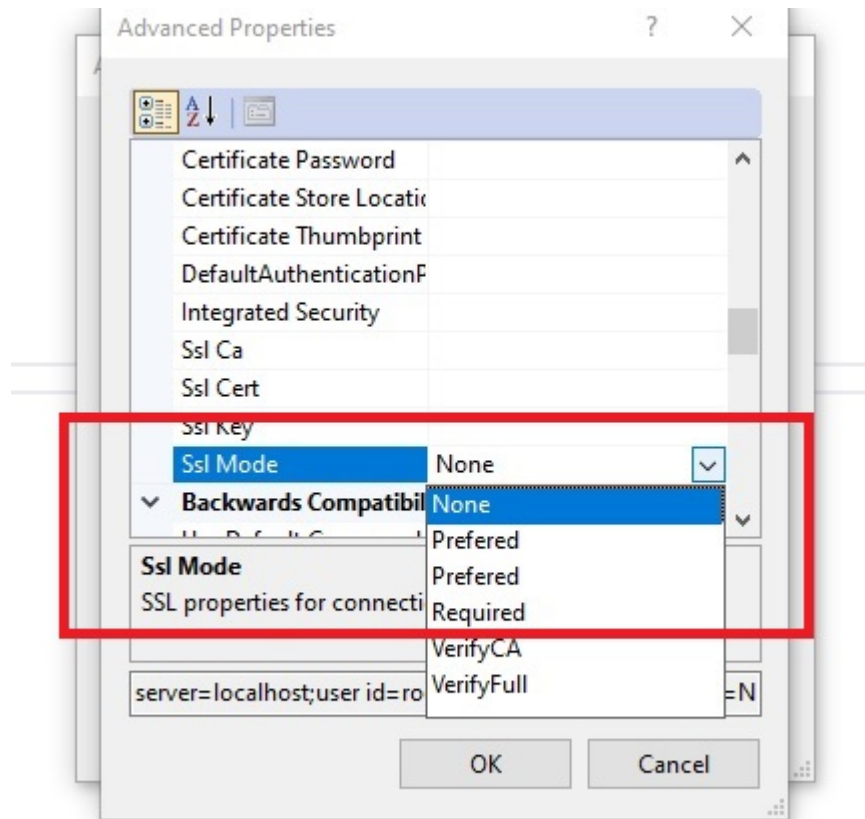 Advanced Properties ? ×
A
Z
Certificate Password
Certificate Store Locatic
Certificate Thumbprint
DefaultAuthenticationP
Integrated Security
Ssl Ca
Ssl Cert
Ssl Key
Ssl Mode None
Backwards Compatibil None
Prefered
Ssl Mode Prefered
SSL properties for connecti Required
VerifyCA
server=localhost;user id=ro VerifyFull =N
OK Cancel